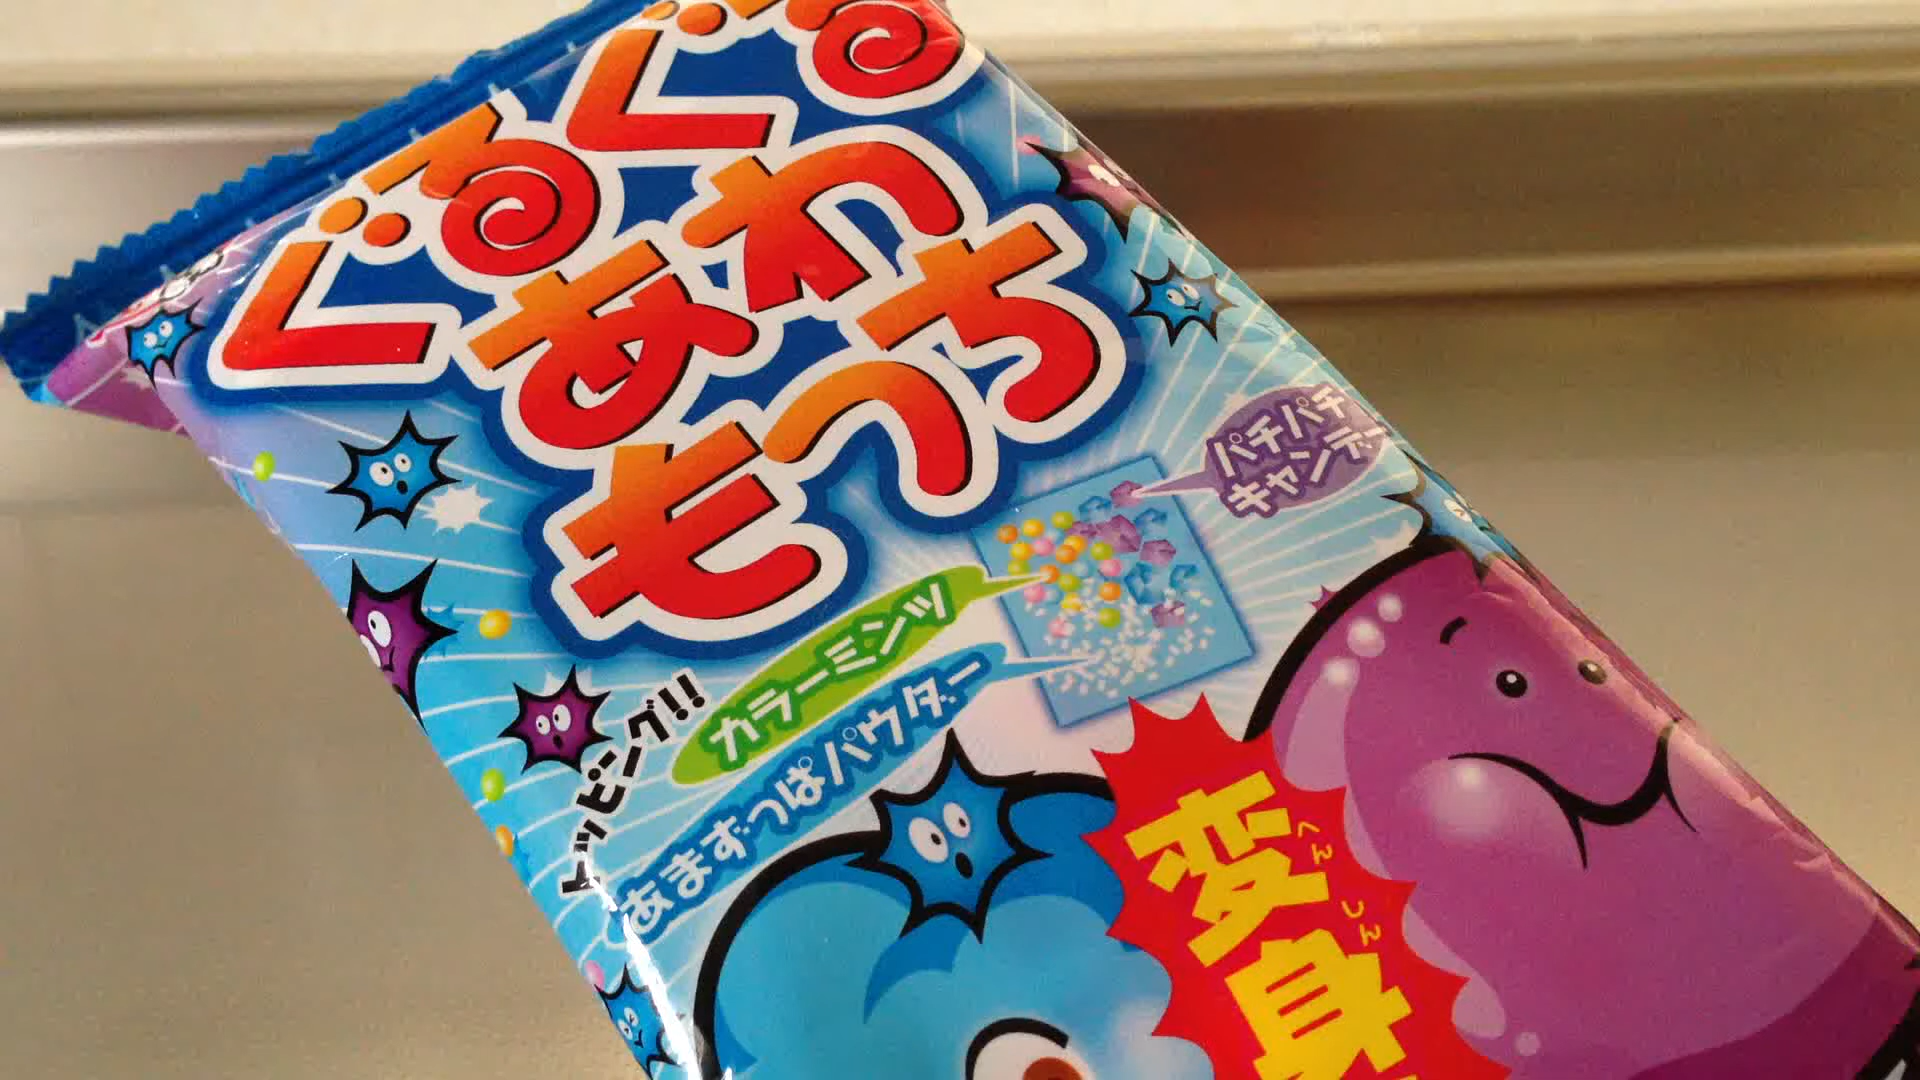 ぐるぐる
あわ
もっち
パチパチ
キャンデー
カラーミンツ
あまずっぱパウダー
トッピング!!
変身
へんしん